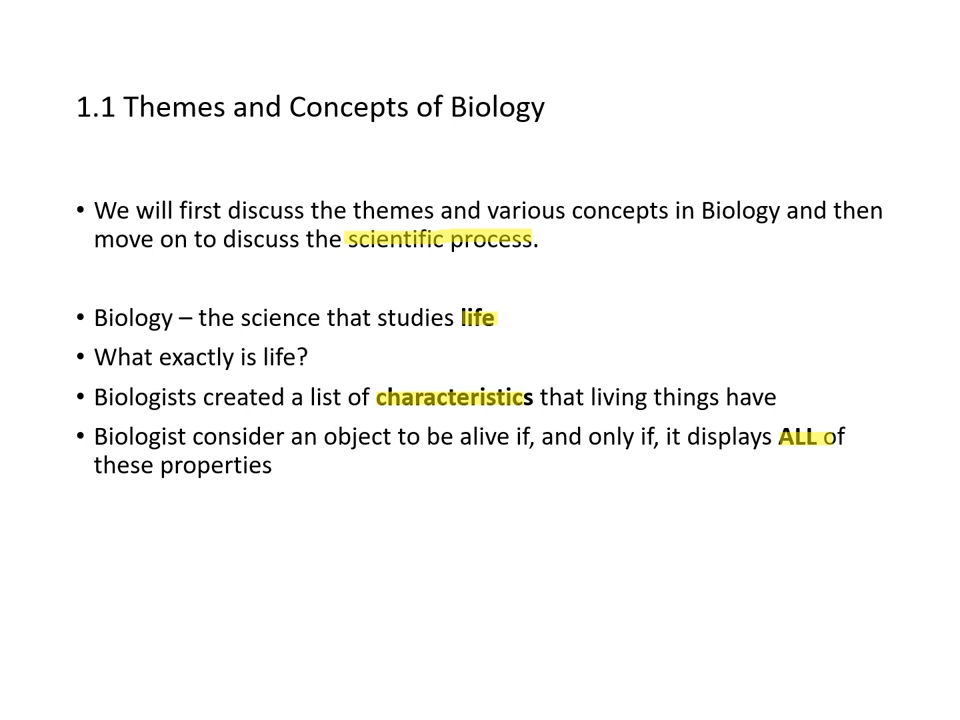 1.1 Themes and Concepts of Biology
• We will first discuss the themes and various concepts in Biology and then
move on to discuss the scientific process.
• Biology – the science that studies life
• What exactly is life?
• Biologists created a list of characteristics that living things have
• Biologist consider an object to be alive if, and only if, it displays ALL of
these properties